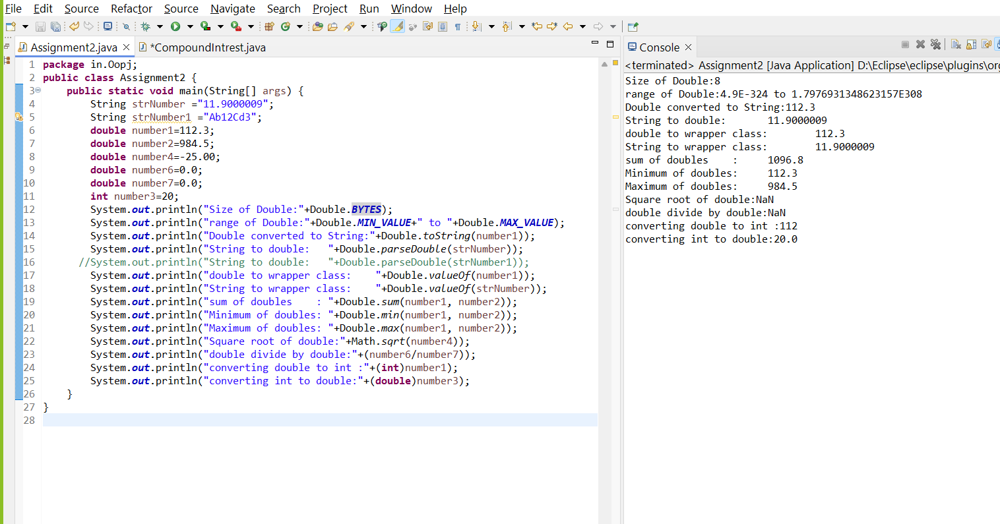 File Edit Source Refactor Source Navigate Search Project Run Window Help
Assignment2.java *CompoundIntrest.java
1 package in.Oopj;
2 public class Assignment2 {
3 public static void main(String[] args) {
4 String strNumber ="11.9000009";
5 String strNumber1 ="Ab12Cd3";
6 double number1=112.3;
7 double number2=984.5;
8 double number4=-25.00;
9 double number6=0.0;
10 double number7=0.0;
11 int number3=20;
12 System.out.println("Size of Double:"+Double.BYTES);
13 System.out.println("range of Double:"+Double.MIN_VALUE+" to "+Double.MAX_VALUE);
14 System.out.println("Double converted to String:"+Double.toString(number1));
15 System.out.println("String to double:   "+Double.parseDouble(strNumber));
16 //System.out.println("String to double:   "+Double.parseDouble(strNumber1));
17 System.out.println("double to wrapper class:    "+Double.valueOf(number1));
18 System.out.println("String to wrapper class:    "+Double.valueOf(strNumber));
19 System.out.println("sum of doubles    : "+Double.sum(number1, number2));
20 System.out.println("Minimum of doubles: "+Double.min(number1, number2));
21 System.out.println("Maximum of doubles: "+Double.max(number1, number2));
22 System.out.println("Square root of double:"+Math.sqrt(number4));
23 System.out.println("double divide by double:"+(number6/number7));
24 System.out.println("converting double to int :"+(int)number1);
25 System.out.println("converting int to double:"+(double)number3);
26 }
27 }
28
Console
<terminated> Assignment2 [Java Application] D:\Eclipse\eclipse\plugins\org
Size of Double:8
range of Double:4.9E-324 to 1.7976931348623157E308
Double converted to String:112.3
String to double: 11.9000009
double to wrapper class: 112.3
String to wrapper class: 11.9000009
sum of doubles    : 1096.8
Minimum of doubles: 112.3
Maximum of doubles: 984.5
Square root of double:NaN
double divide by double:NaN
converting double to int :112
converting int to double:20.0